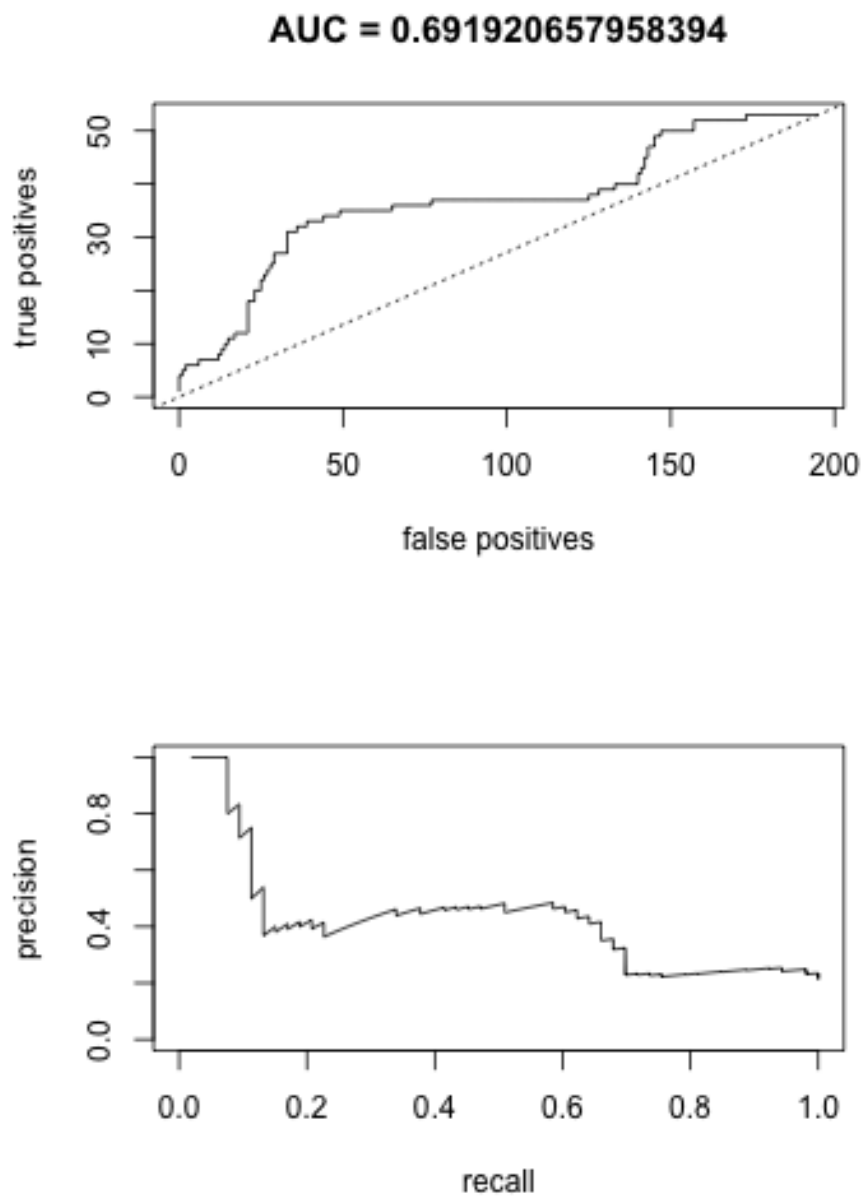 AUC = 0.691920657958394
50
30
10
0
true positives
0 50 100 150 200
false positives
0.8
0.4
0.0
precision
0.0 0.2 0.4 0.6 0.8 1.0
recall